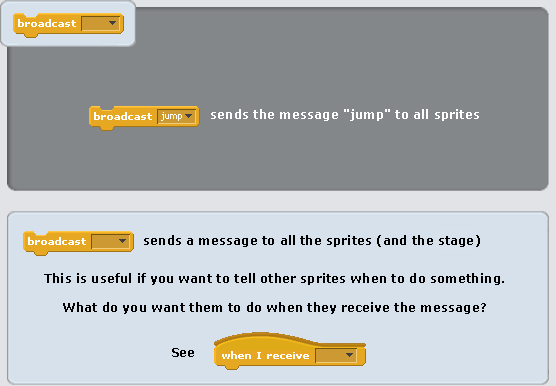 broadcast
broadcast jump sends the message "jump" to all sprites
broadcast sends a message to all the sprites (and the stage)
This is useful if you want to tell other sprites when to do something.
What do you want them to do when they receive the message?
See when I receive